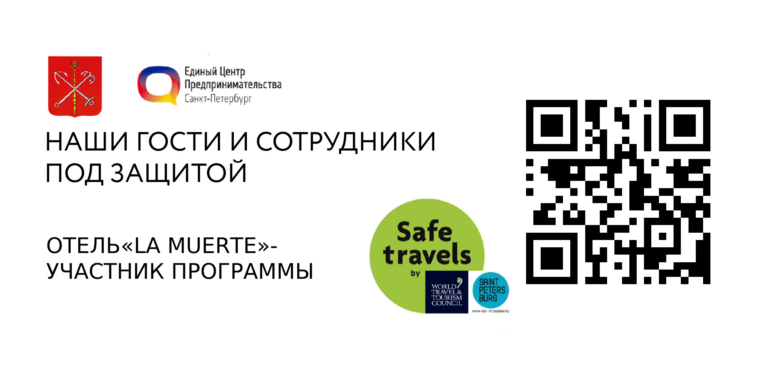 Единый Центр
Предпринимательства
Санкт-Петербург
НАШИ ГОСТИ И СОТРУДНИКИ
ПОД ЗАЩИТОЙ
ОТЕЛЬ«LA MUERTE»-
УЧАСТНИК ПРОГРАММЫ
Safe
travels
by
WORLD
TRAVEL &
TOURISM
COUNCIL
SAINT
PETERS
BURG